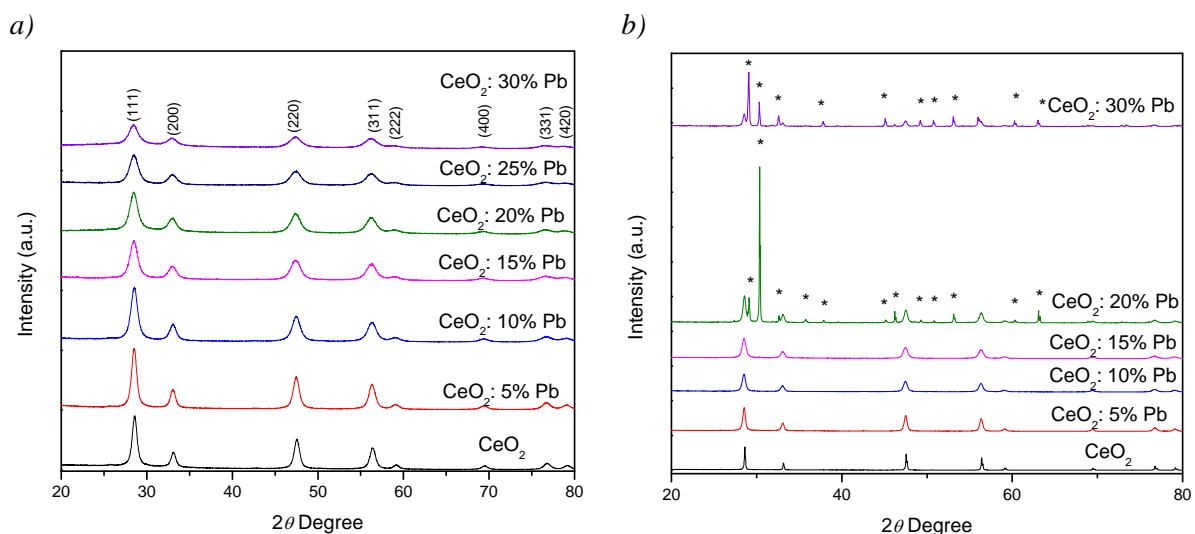 a)
CeO2: 30% Pb
(111)
(200)
(220)
(311)
(222)
(400)
(331)
(420)
CeO2: 25% Pb
CeO2: 20% Pb
CeO2: 15% Pb
CeO2: 10% Pb
CeO2: 5% Pb
CeO2
Intensity (a.u.)
20 30 40 50 60 70 80
2θ Degree
b)
* * * * * * * * * *
CeO2: 30% Pb
*
* * * * * * * * * * * *
CeO2: 20% Pb
CeO2: 15% Pb
CeO2: 10% Pb
CeO2: 5% Pb
CeO2
Intensity (a.u.)
20 40 60 80
2θ Degree